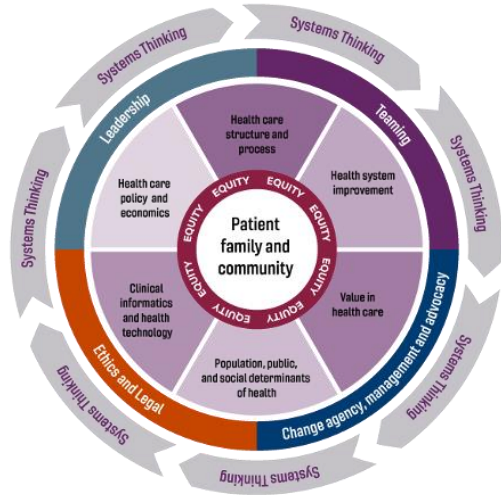 Systems Thinking
Systems Thinking
Systems Thinking
Systems Thinking
Systems Thinking
Systems Thinking
Systems Thinking
Leadership
Teaming
Change agency, management and advocacy
Ethics and Legal
Health care
structure and
process
Health system
improvement
Value in
health care
Population, public,
and social determinants
of health
Clinical
informatics
and health
technology
Health care
policy and
economics
EQUITY
EQUITY
EQUITY
EQUITY
EQUITY
EQUITY
EQUITY
EQUITY
Patient
family and
community